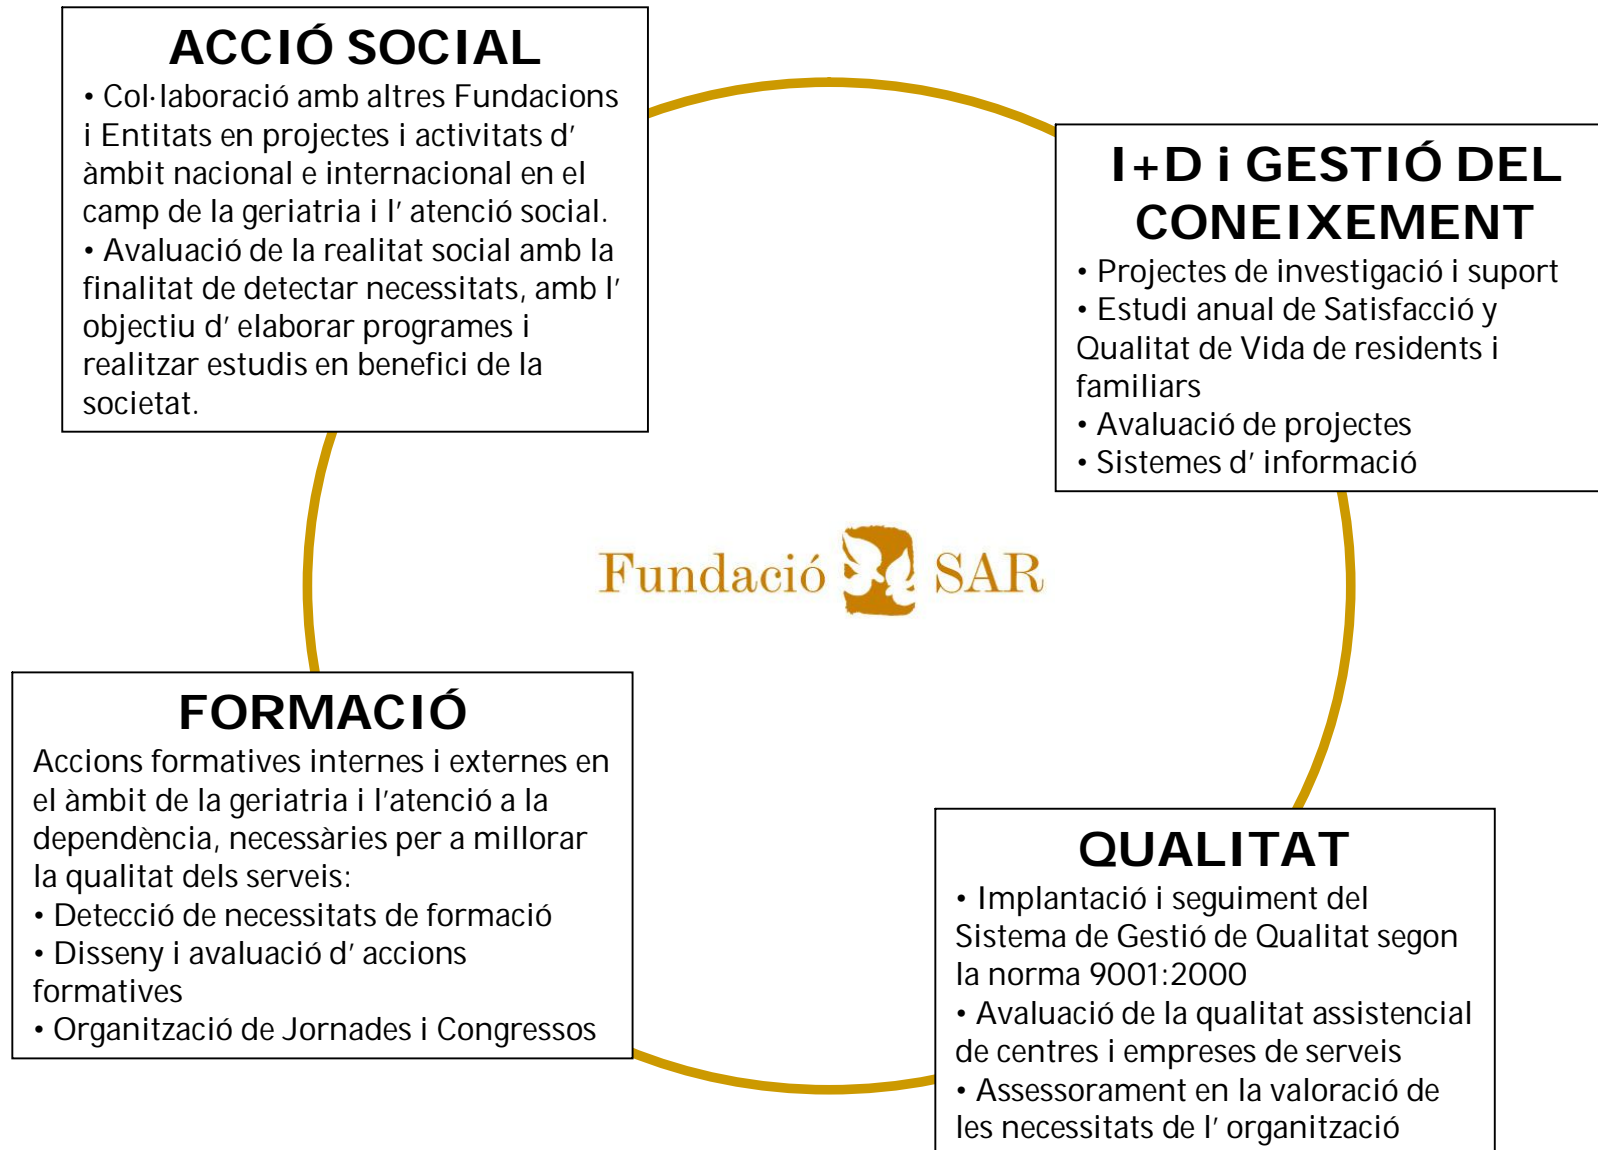 ACCIÓ SOCIAL
• Col·laboració amb altres Fundacions
i Entitats en projectes i activitats d’
àmbit nacional e internacional en el
camp de la geriatria i l’ atenció social.
• Avaluació de la realitat social amb la
finalitat de detectar necessitats, amb l’
objectiu d’ elaborar programes i
realitzar estudis en benefici de la
societat.
I+D i GESTIÓ DEL
CONEIXEMENT
• Projectes de investigació i suport
• Estudi anual de Satisfacció y
Qualitat de Vida de residents i
familiars
• Avaluació de projectes
• Sistemes d’ informació
Fundació SAR
FORMACIÓ
Accions formatives internes i externes en
el àmbit de la geriatria i l’atenció a la
dependència, necessàries per a millorar
la qualitat dels serveis:
• Detecció de necessitats de formació
• Disseny i avaluació d’ accions
formatives
• Organització de Jornades i Congressos
QUALITAT
• Implantació i seguiment del
Sistema de Gestió de Qualitat segon
la norma 9001:2000
• Avaluació de la qualitat assistencial
de centres i empreses de serveis
• Assessorament en la valoració de
les necessitats de l’ organització